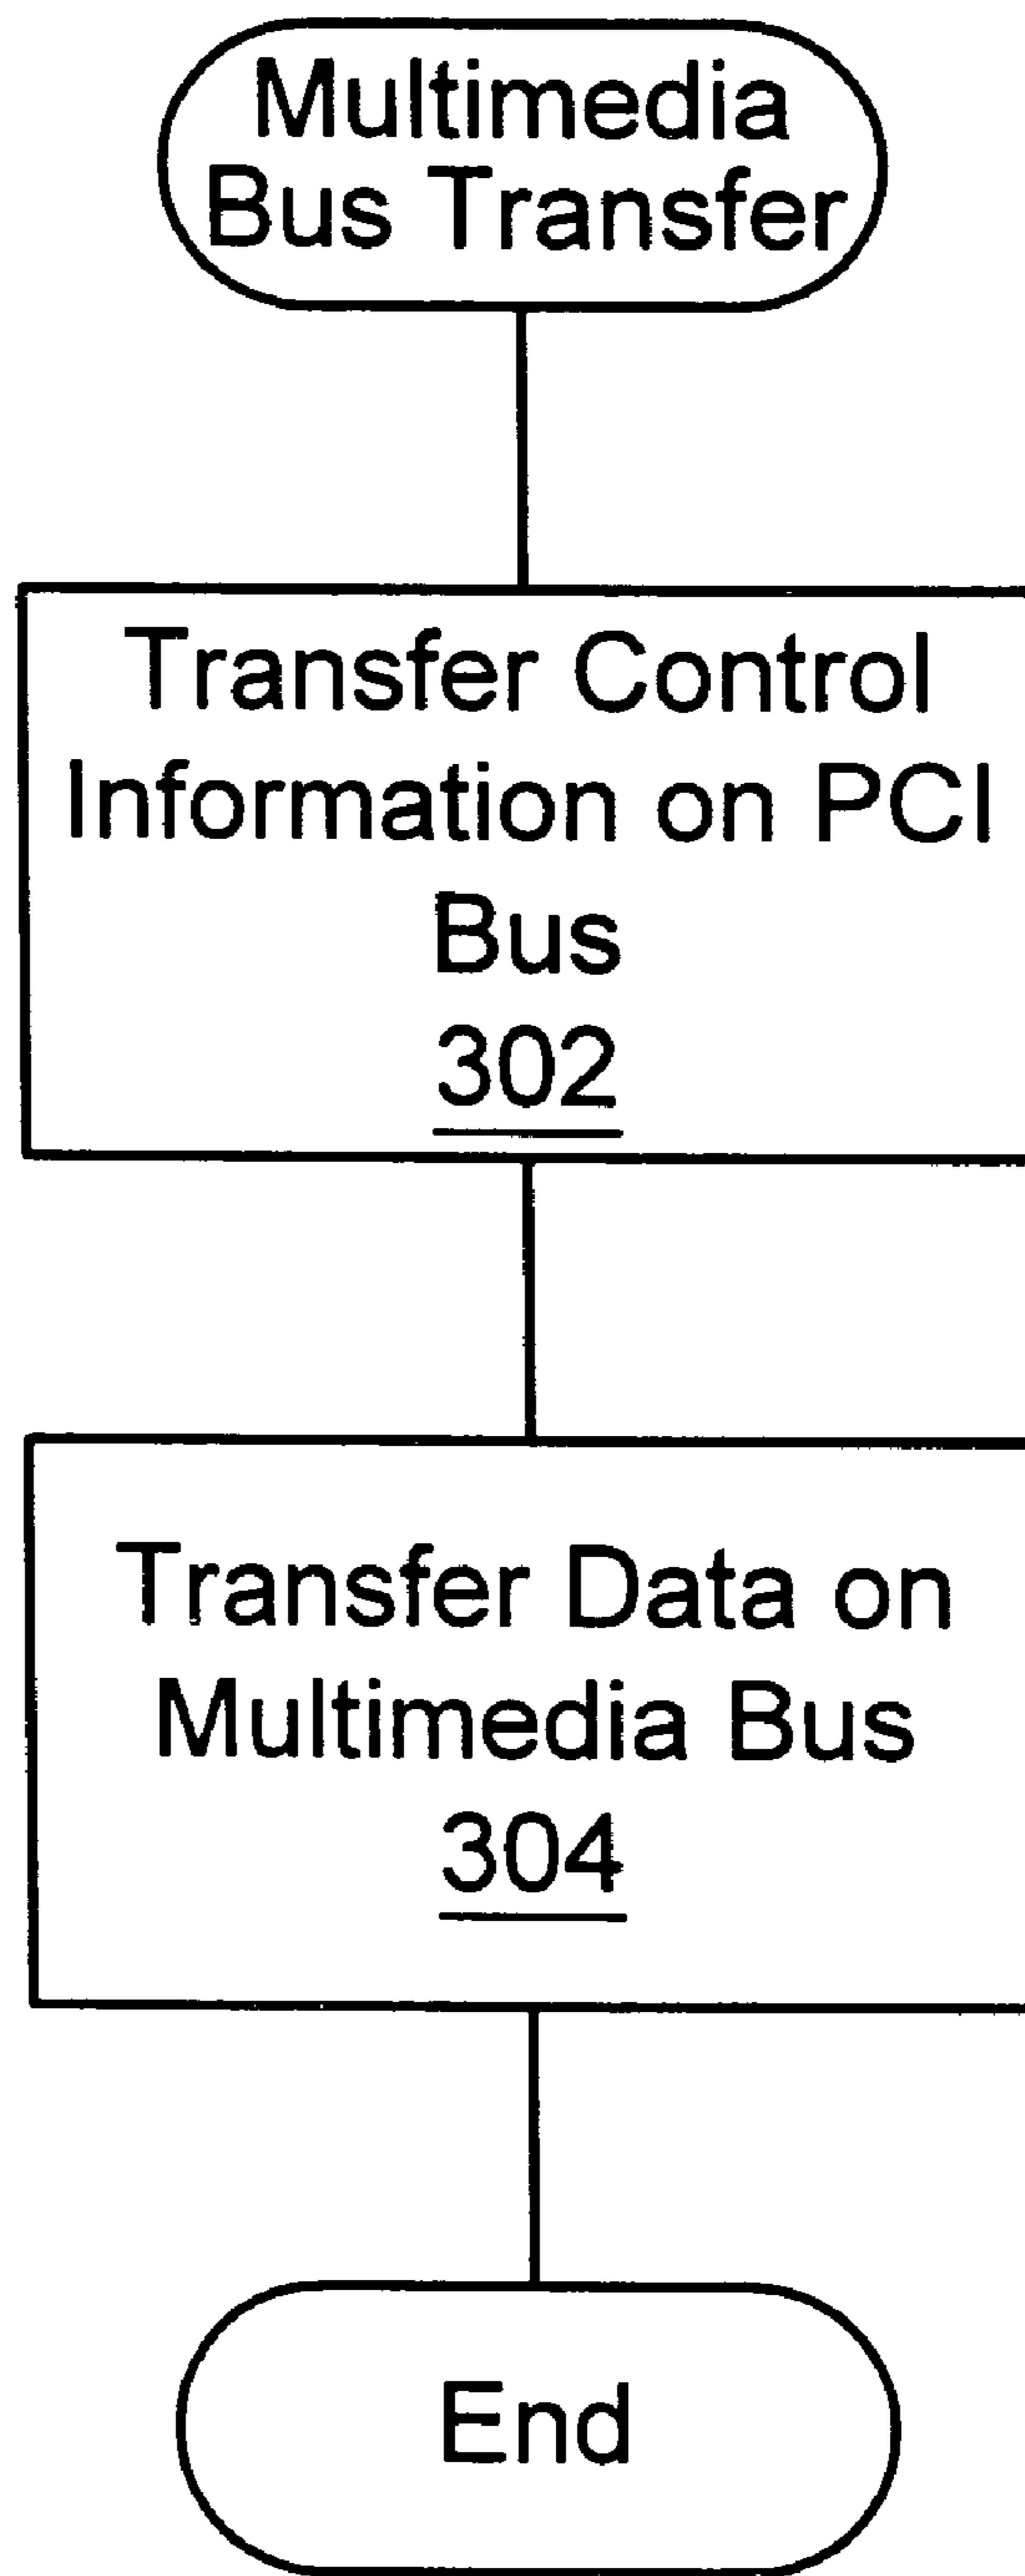 Multimedia
Bus Transfer
Transfer Control
Information on PCI
Bus
302
Transfer Data on
Multimedia Bus
304
End